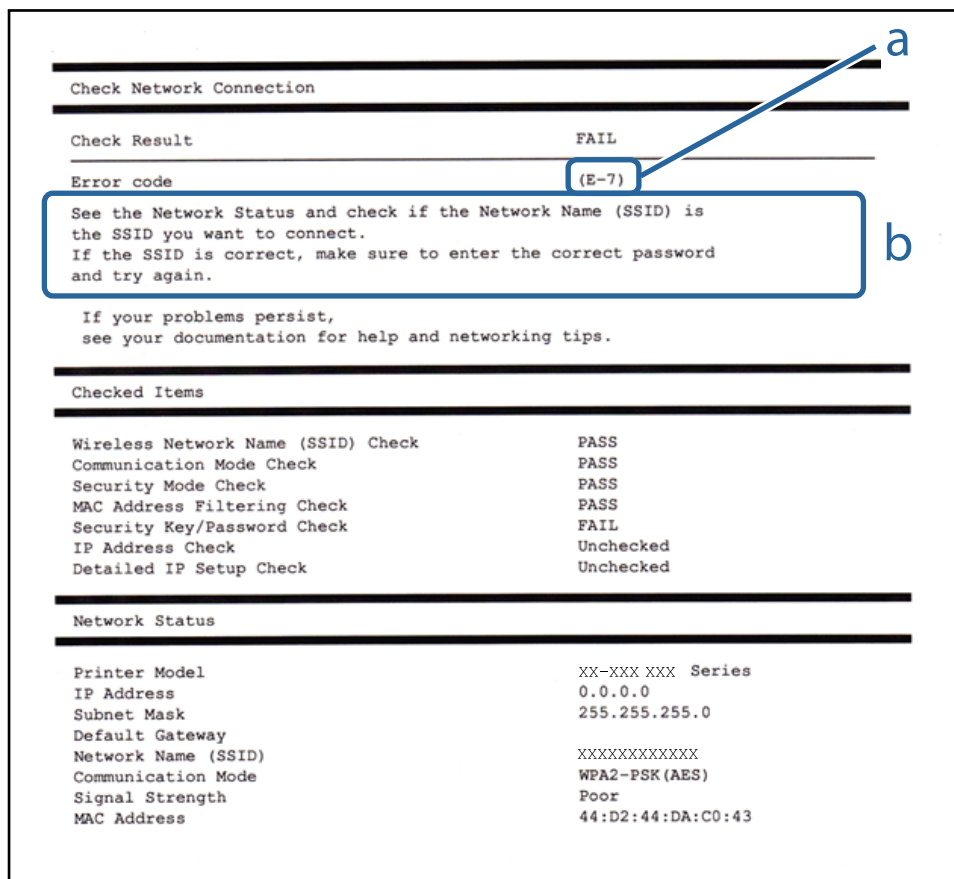 a
Check Network Connection
Check Result FAIL
Error code (E-7)
See the Network Status and check if the Network Name (SSID) is
the SSID you want to connect.
If the SSID is correct, make sure to enter the correct password
and try again.
b
If your problems persist,
see your documentation for help and networking tips.
Checked Items
Wireless Network Name (SSID) Check PASS
Communication Mode Check PASS
Security Mode Check PASS
MAC Address Filtering Check PASS
Security Key/Password Check FAIL
IP Address Check Unchecked
Detailed IP Setup Check Unchecked
Network Status
Printer Model XX-XXX XXX Series
IP Address 0.0.0.0
Subnet Mask 255.255.255.0
Default Gateway
Network Name (SSID) XXXXXXXXXXXX
Communication Mode WPA2-PSK(AES)
Signal Strength Poor
MAC Address 44:D2:44:DA:C0:43